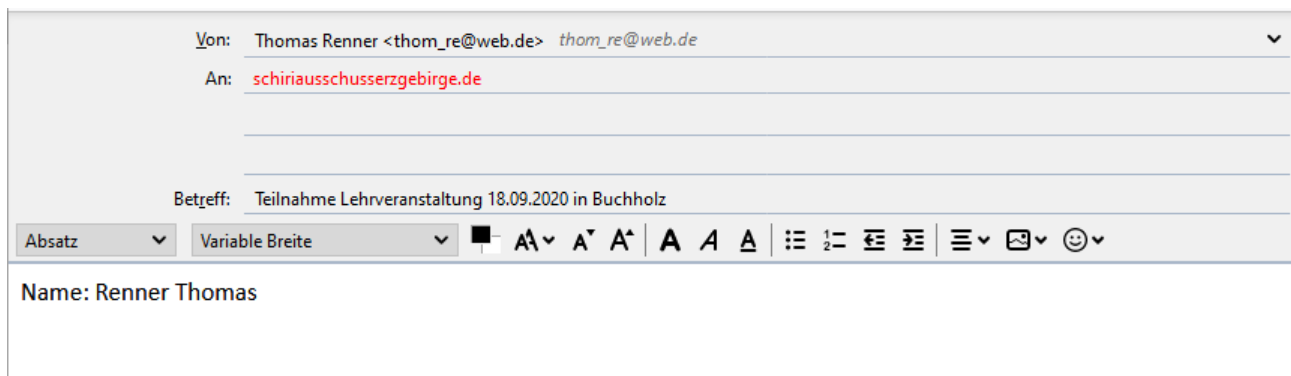 Von: Thomas Renner <thom_re@web.de> thom_re@web.de
An: schiriausschusserzgebirge.de
Betreff: Teilnahme Lehrveranstaltung 18.09.2020 in Buchholz
Absatz Variable Breite
Name: Renner Thomas